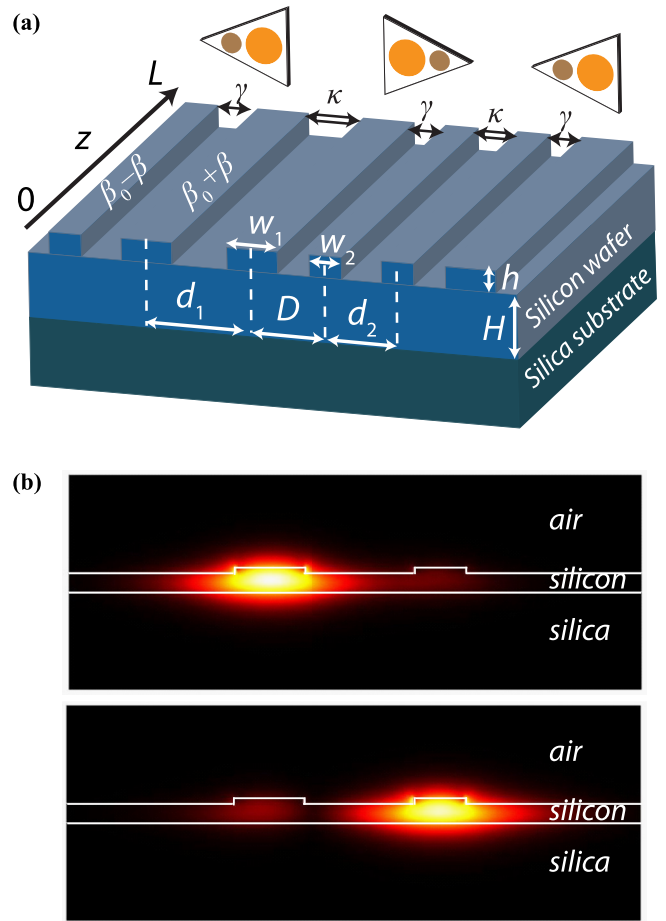 (a)
L
γ
κ
γ
κ
γ
z
0
β₀−β
β₀+β
w₁
w₂
h
d₁
D
d₂
H
Silicon wafer
Silica substrate
(b)
air
silicon
silica
air
silicon
silica